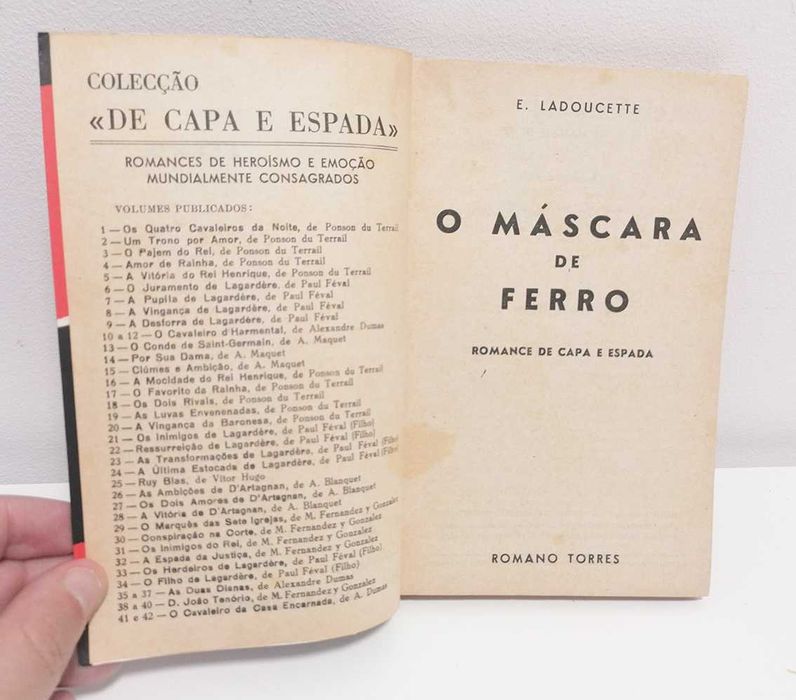 COLECÇÃO
«DE CAPA E ESPADA»
ROMANCES DE HEROÍSMO E EMOÇÃO
MUNDIALMENTE CONSAGRADOS
VOLUMES PUBLICADOS:
1 — Os Quatro Cavaleiros da Noite, de Ponson du Terrail
2 — Um Trono por Amor, de Ponson du Terrail
3 — O Pajem do Rei, de Ponson du Terrail
4 — Amor de Rainha, de Ponson du Terrail
5 — A Vitória do Rei Henrique, de Ponson du Terrail
6 — O Juramento de Lagardère, de Paul Féval
7 — A Pupila de Lagardère, de Paul Féval
8 — A Vingança de Lagardère, de Paul Féval
9 — A Desforra de Lagardère, de Paul Féval
10 a 12 — O Cavaleiro d'Harmental, de Alexandre Dumas
13 — O Conde de Saint-Germain, de A. Maquet
14 — Por Sua Dama, de A. Maquet
15 — Ciúmes e Ambição, de A. Maquet
16 — A Mocidade do Rei Henrique, de Ponson du Terrail
17 — O Favorito da Rainha, de Ponson du Terrail
18 — Os Dois Rivais, de Ponson du Terrail
19 — As Luvas Envenenadas, de Ponson du Terrail
20 — A Vingança da Baronesa, de Ponson du Terrail
21 — Os Inimigos de Lagardère, de Paul Féval (Filho)
22 — Ressurreição de Lagardère, de Paul Féval (Filho)
23 — As Transformações de Lagardère, de Paul Féval (Filho)
24 — A Última Estocada de Lagardère, de Paul Féval (Filho)
25 — Ruy Blas, de Vítor Hugo
26 — As Ambições de D'Artagnan, de A. Blanquet
27 — Os Dois Amores de D'Artagnan, de A. Blanquet
28 — A Vitória de D'Artagnan, de A. Blanquet
29 — O Marquês das Sete Igrejas, de M. Fernandez y Gonzalez
30 — Conspiração na Corte, de M. Fernandez y Gonzalez
31 — Os Inimigos do Rei, de M. Fernandez y Gonzalez
32 — A Espada da Justiça, de M. Fernandez y Gonzalez
33 — Os Herdeiros de Lagardère, de Paul Féval (Filho)
34 — O Filho de Lagardère, de Paul Féval (Filho)
35 a 37 — As Duas Dianas, de Alexandre Dumas
38 a 40 — D. João Tenório, de M. Fernandez y Gonzalez
41 e 42 — O Cavaleiro da Casa Encarnada, de A. Dumas
E. LADOUCETTE
O MÁSCARA
DE
FERRO
ROMANCE DE CAPA E ESPADA
ROMANO TORRES